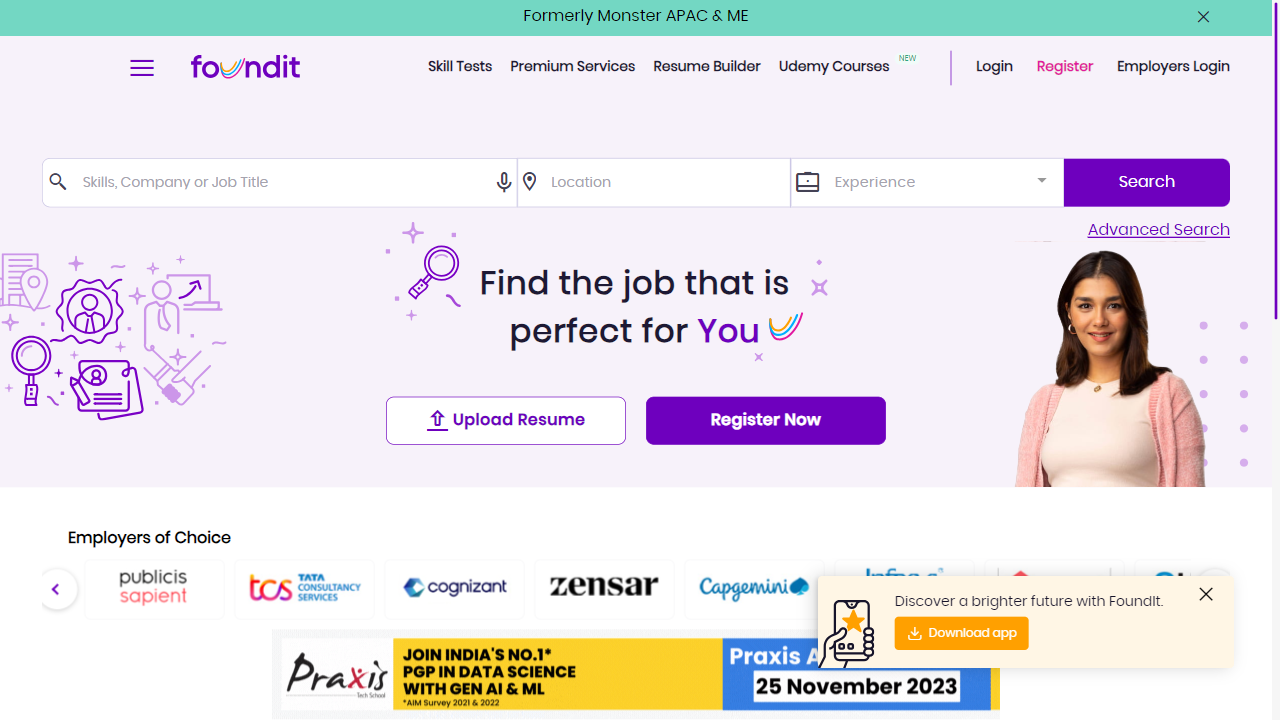 Formerly Monster APAC & ME
foundit
Skill Tests
Premium Services
Resume Builder
Udemy Courses
NEW
Login
Register
Employers Login
Skills, Company or Job Title
Location
Experience
Search
Advanced Search
Find the job that is
perfect for You
Upload Resume
Register Now
Employers of Choice
publicis
sapient
tcs TATA
CONSULTANCY
SERVICES
cognizant
zensar
Capgemini
Discover a brighter future with FoundIt.
Download app
Praxis
Tech School
JOIN INDIA'S NO.1*
PGP IN DATA SCIENCE
WITH GEN AI & ML
*AIM Survey 2021 & 2022
Praxis
25 November 2023